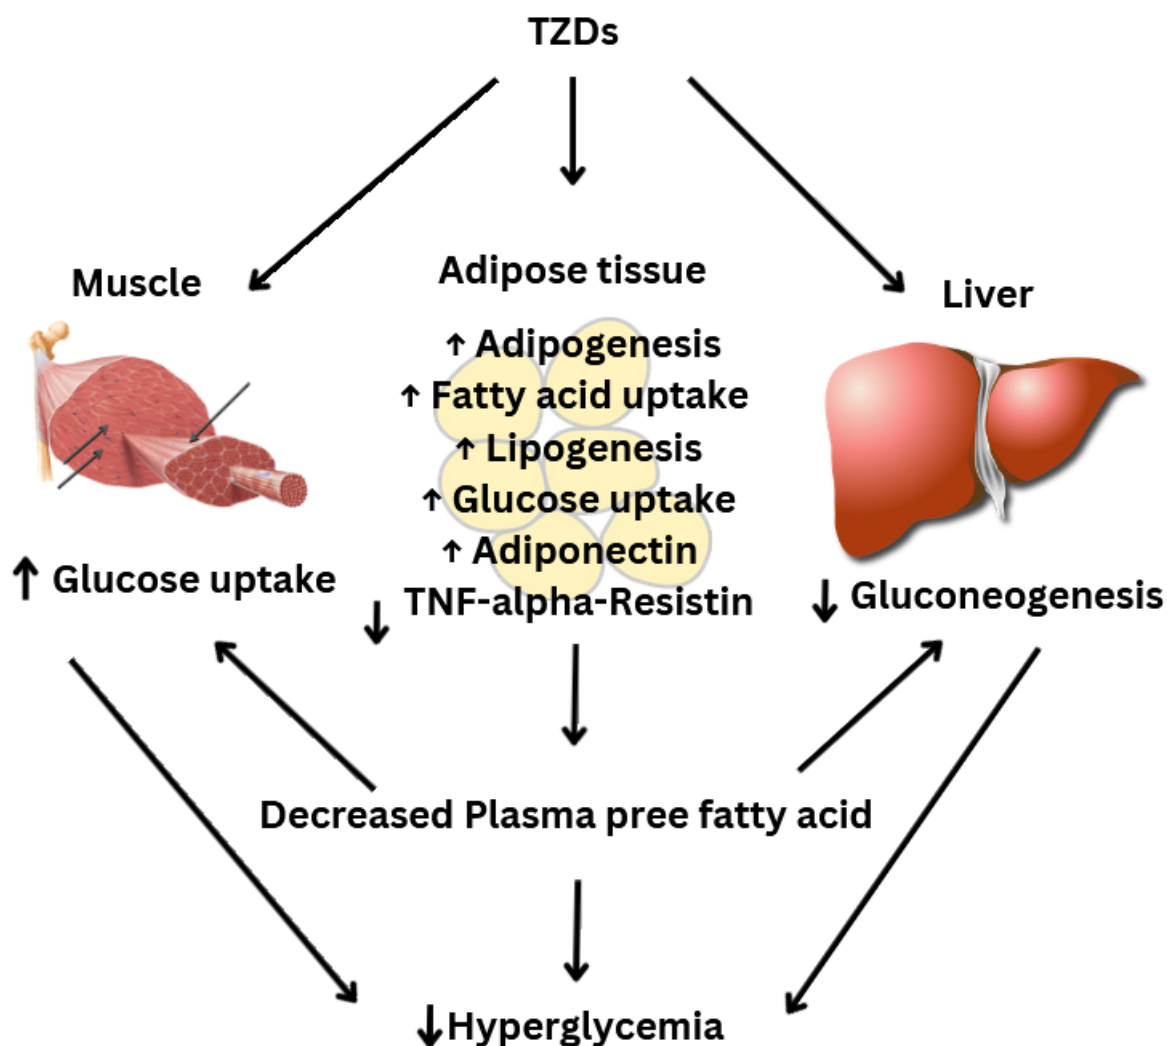 TZDs
Muscle
Adipose tissue
Liver
↑ Adipogenesis
↑ Fatty acid uptake
↑ Lipogenesis
↑ Glucose uptake
↑ Adiponectin
↓ TNF-alpha-Resistin
↑ Glucose uptake
↓ Gluconeogenesis
Decreased Plasma pree fatty acid
↓ Hyperglycemia